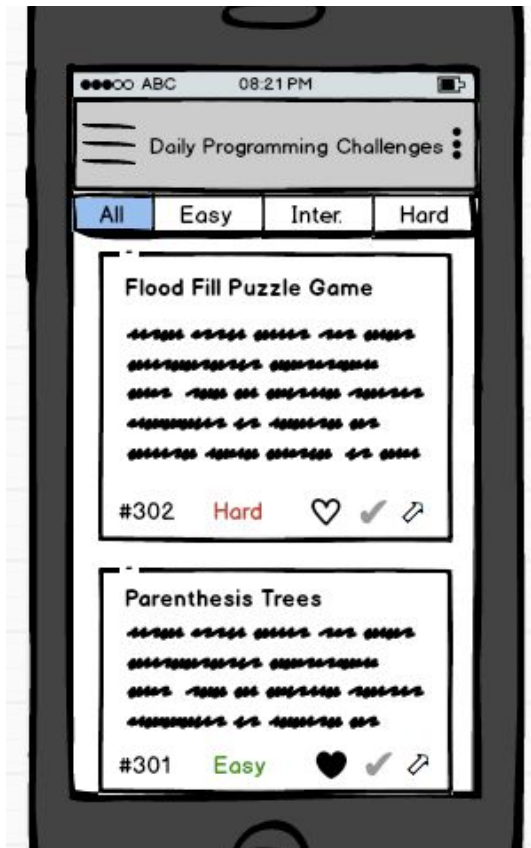 ABC 08:21 PM
Daily Programming Challenges
All Easy Inter. Hard
Flood Fill Puzzle Game
#302 Hard
Parenthesis Trees
#301 Easy